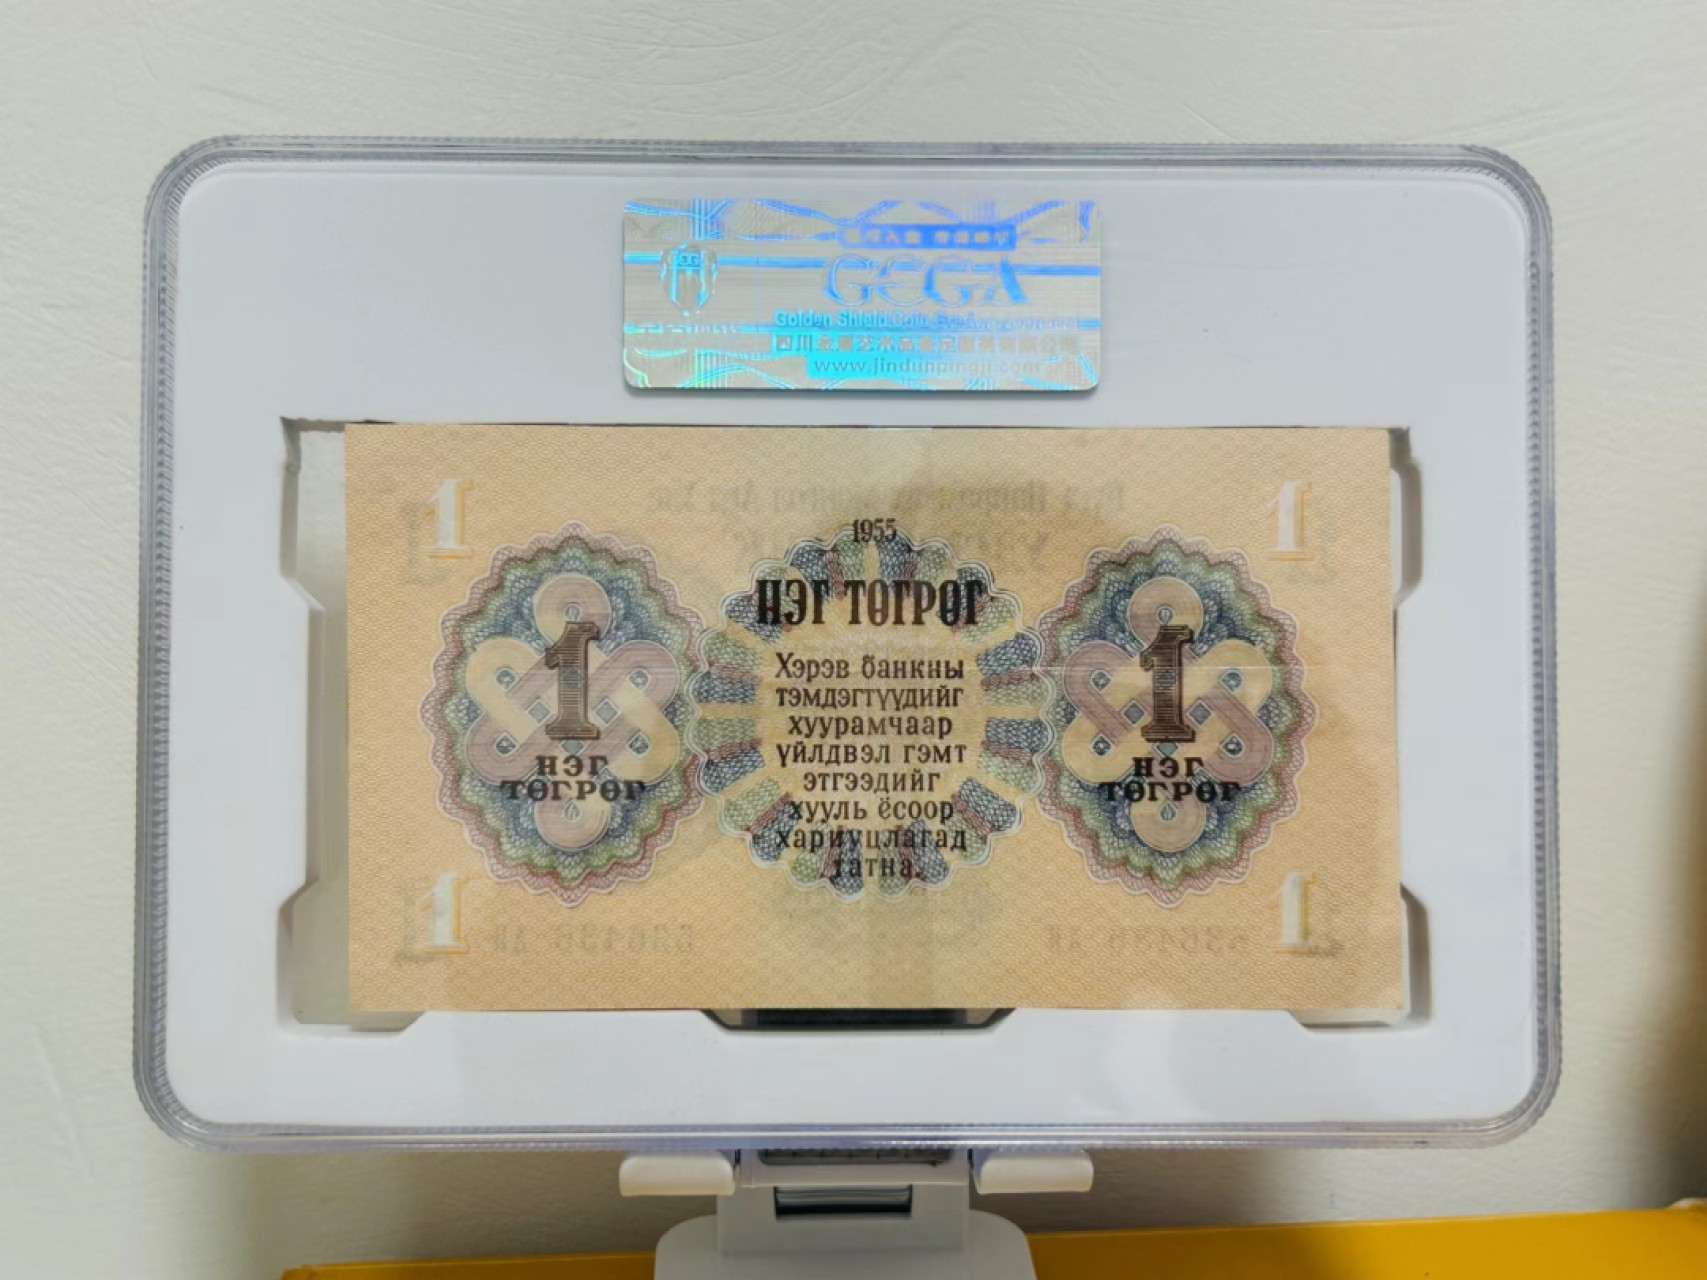 GCGA
Golden Shield Coin
www.jindunpingji.com
1
1
1955
НЭГ ТӨГРӨГ
Хэрэв банкны
тэмдэгтүүдийг
хуурамчаар
үйлдвэл гэмт
этгээдийг
хууль ёсоор
хариуцлагад
татна.
1
НЭГ
ТӨГРӨГ
1
НЭГ
ТӨГРӨГ
1
1